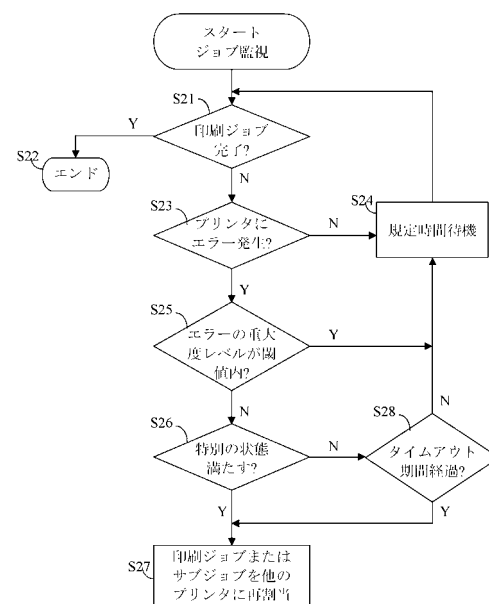 スタート
ジョブ監視
S21
印刷ジョブ
完了?
Y
S22
エンド
N
S23
プリンタに
エラー発生?
N
S24
規定時間待機
Y
S25
エラーの重大
度レベルが閾
値内?
Y
N
S26
特別の状態
満たす?
N
S28
タイムアウト
期間経過?
N
Y
Y
S27
印刷ジョブまたは
サブジョブを他の
プリンタに再割当